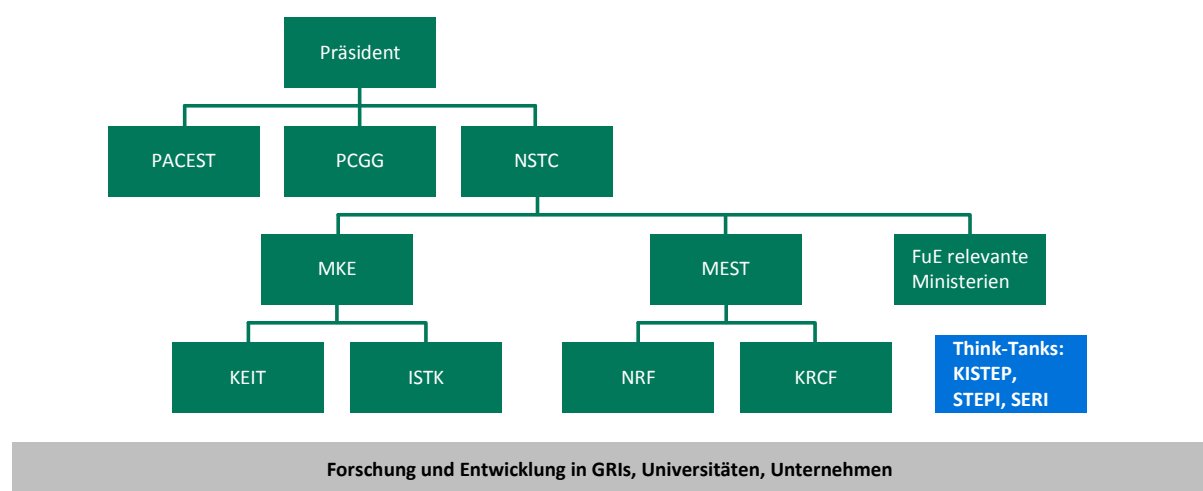 Präsident
PACEST
PCGG
NSTC
MKE
MEST
FuE relevante
Ministerien
KEIT
ISTK
NRF
KRCF
Think-Tanks:
KISTEP,
STEPI, SERI
Forschung und Entwicklung in GRIs, Universitäten, Unternehmen